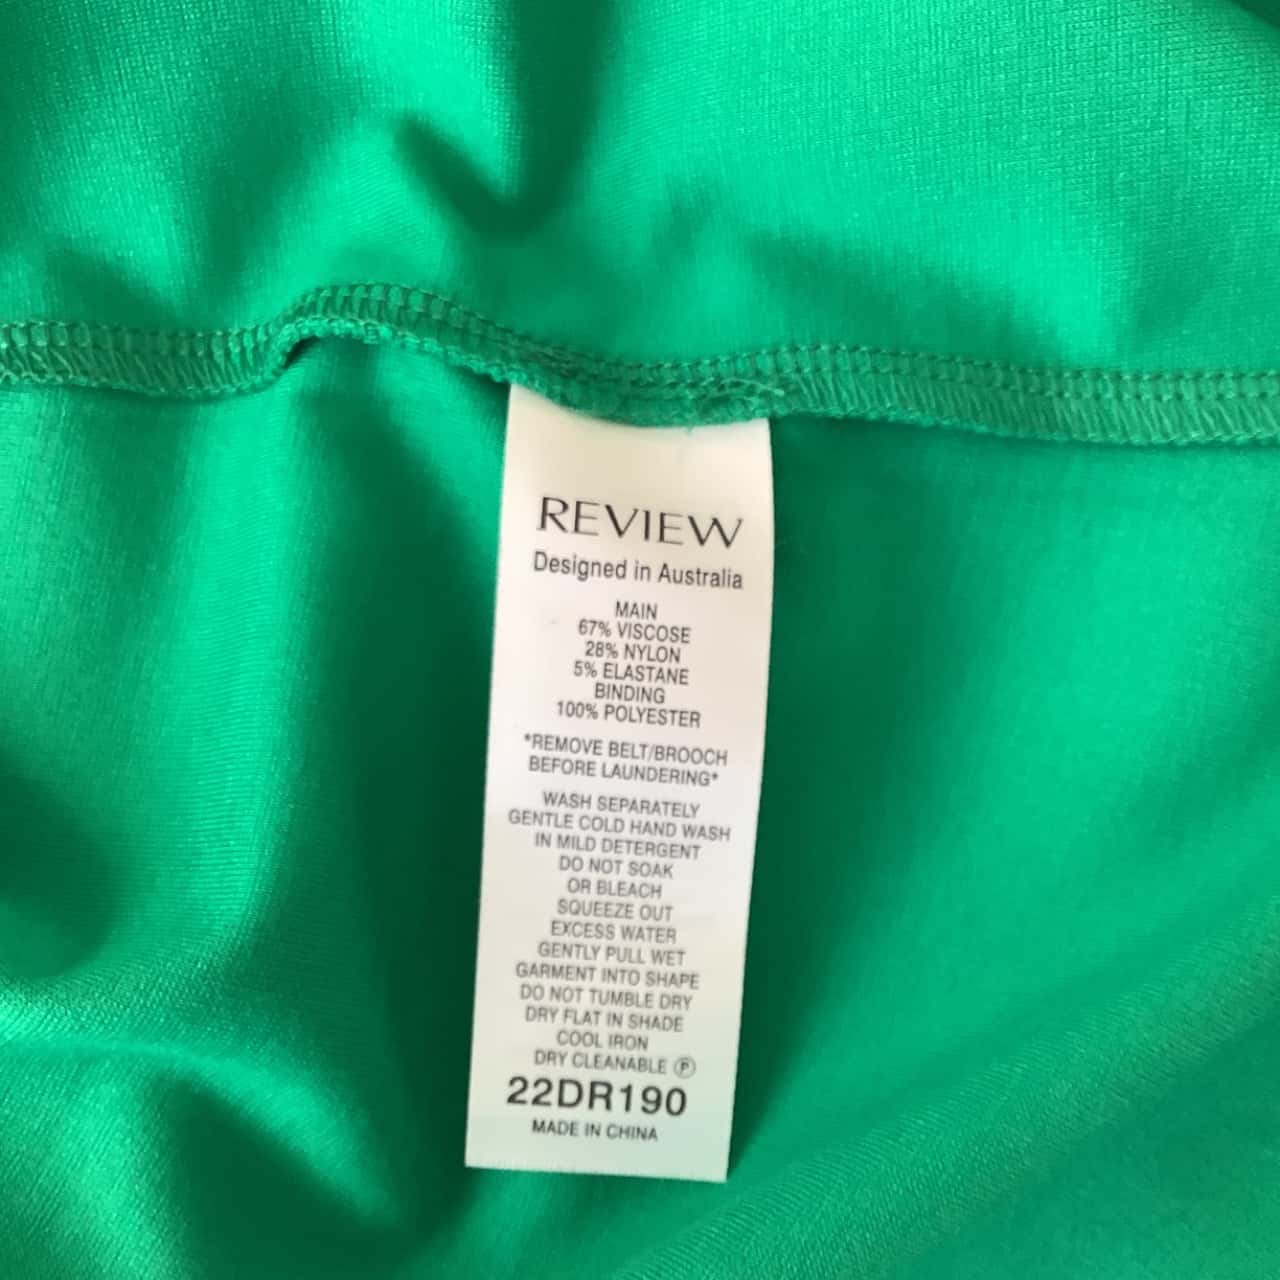 REVIEW
Designed in Australia
MAIN
67% VISCOSE
28% NYLON
5% ELASTANE
BINDING
100% POLYESTER
*REMOVE BELT/BROOCH
BEFORE LAUNDERING*
WASH SEPARATELY
GENTLE COLD HAND WASH
IN MILD DETERGENT
DO NOT SOAK
OR BLEACH
SQUEEZE OUT
EXCESS WATER
GENTLY PULL WET
GARMENT INTO SHAPE
DO NOT TUMBLE DRY
DRY FLAT IN SHADE
COOL IRON
DRY CLEANABLE Ⓟ
22DR190
MADE IN CHINA